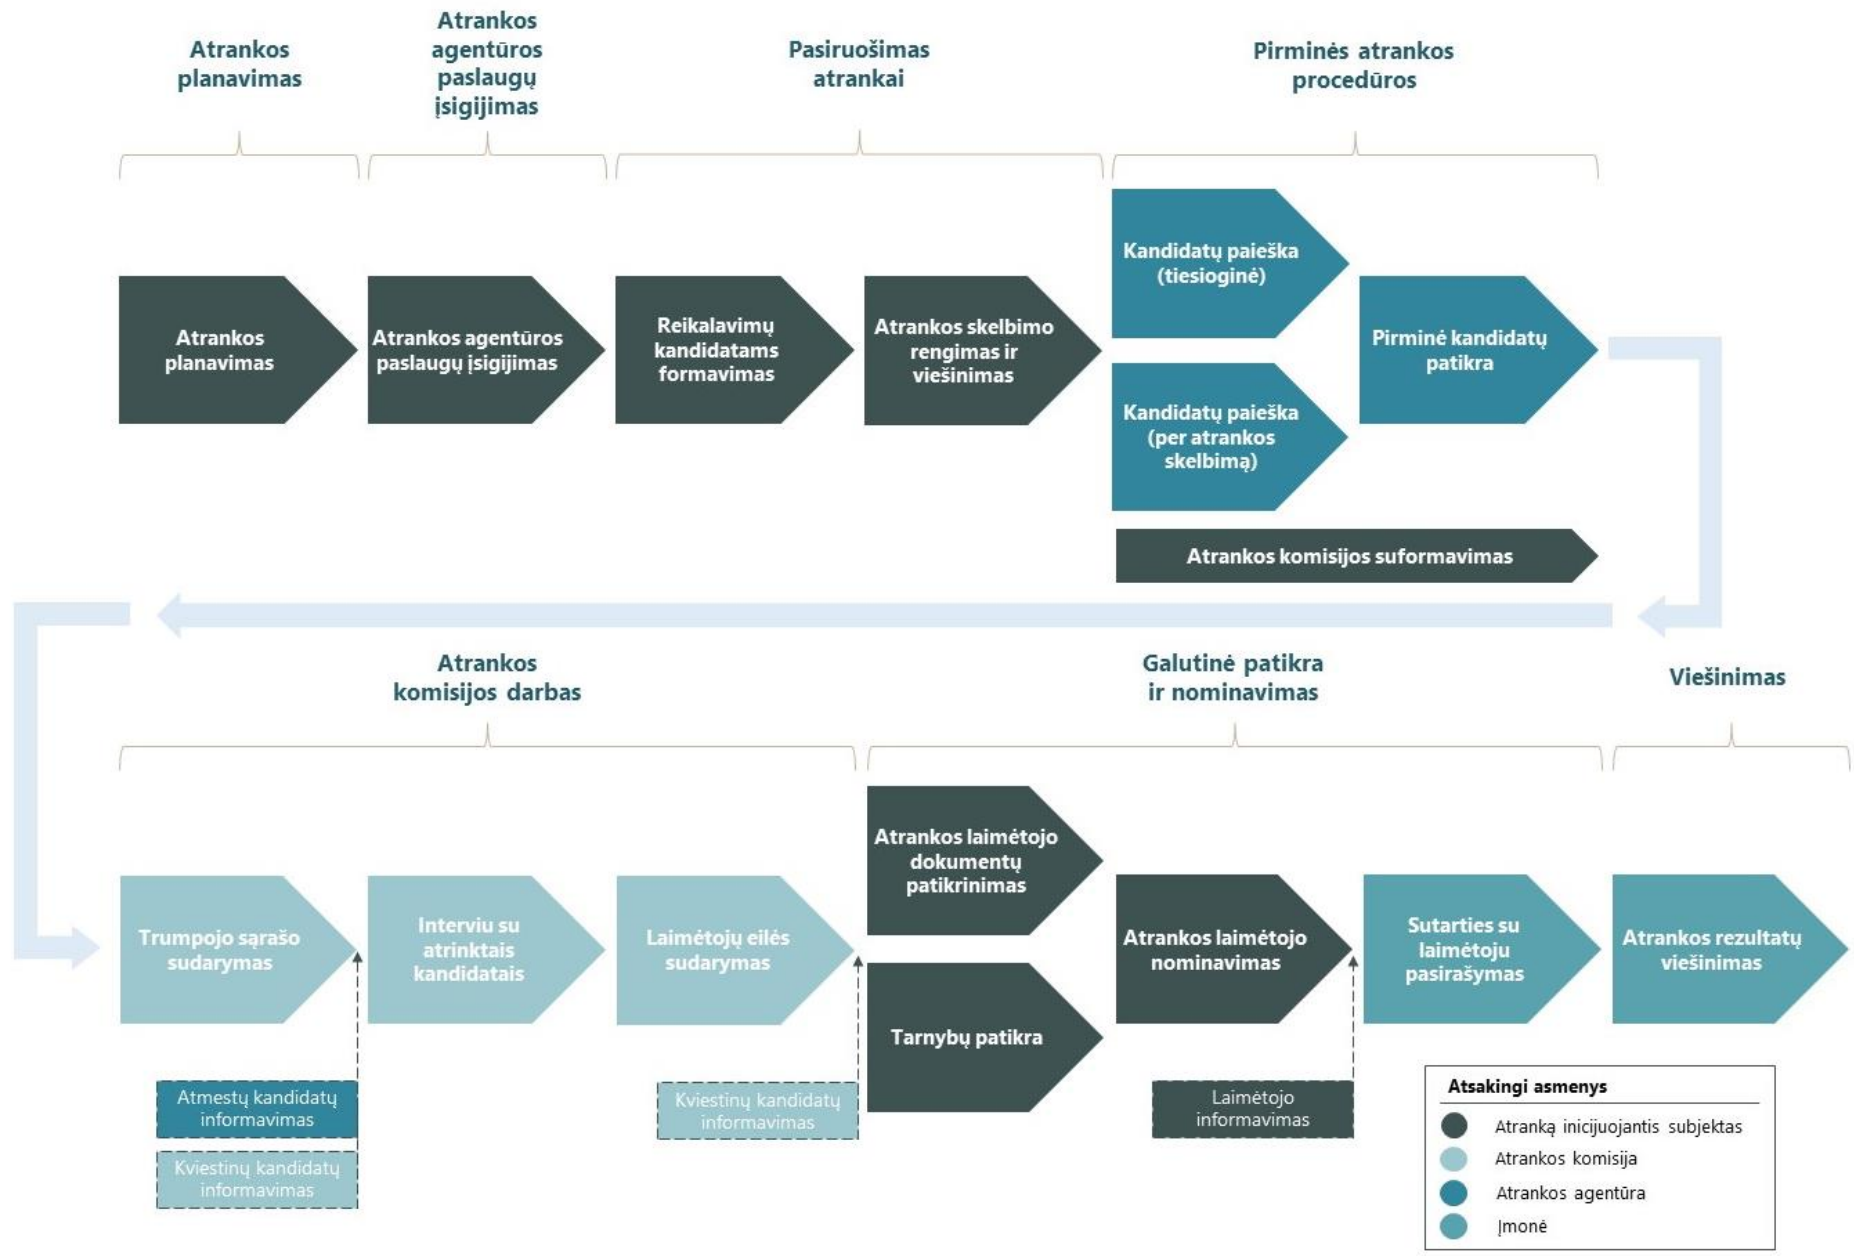 Atrankos
planavimas
Atrankos
agentūros
paslaugų
įsigijimas
Pasiruošimas
atrankai
Pirminės atrankos
procedūros
Atrankos
planavimas
Atrankos agentūros
paslaugų įsigijimas
Reikalavimų
kandidatams
formavimas
Atrankos skelbimo
rengimas ir
viešinimas
Kandidatų paieška
(tiesioginė)
Kandidatų paieška
(per atrankos
skelbimą)
Pirminė kandidatų
patikra
Atrankos komisijos suformavimas
Atrankos
komisijos darbas
Galutinė patikra
ir nominavimas
Viešinimas
Trumpojo sąrašo
sudarymas
Interviu su
atrinktais
kandidatais
Laimėtojų eilės
sudarymas
Atrankos laimėtojo
dokumentų
patikrinimas
Tarnybų patikra
Atrankos laimėtojo
nominavimas
Sutarties su
laimėtoju
pasirašymas
Atrankos rezultatų
viešinimas
Atmestų kandidatų
informavimas
Kviestinų kandidatų
informavimas
Kviestinų kandidatų
informavimas
Laimėtojo
informavimas
Atsakingi asmenys
Atranką inicijuojantis subjektas
Atrankos komisija
Atrankos agentūra
Įmonė